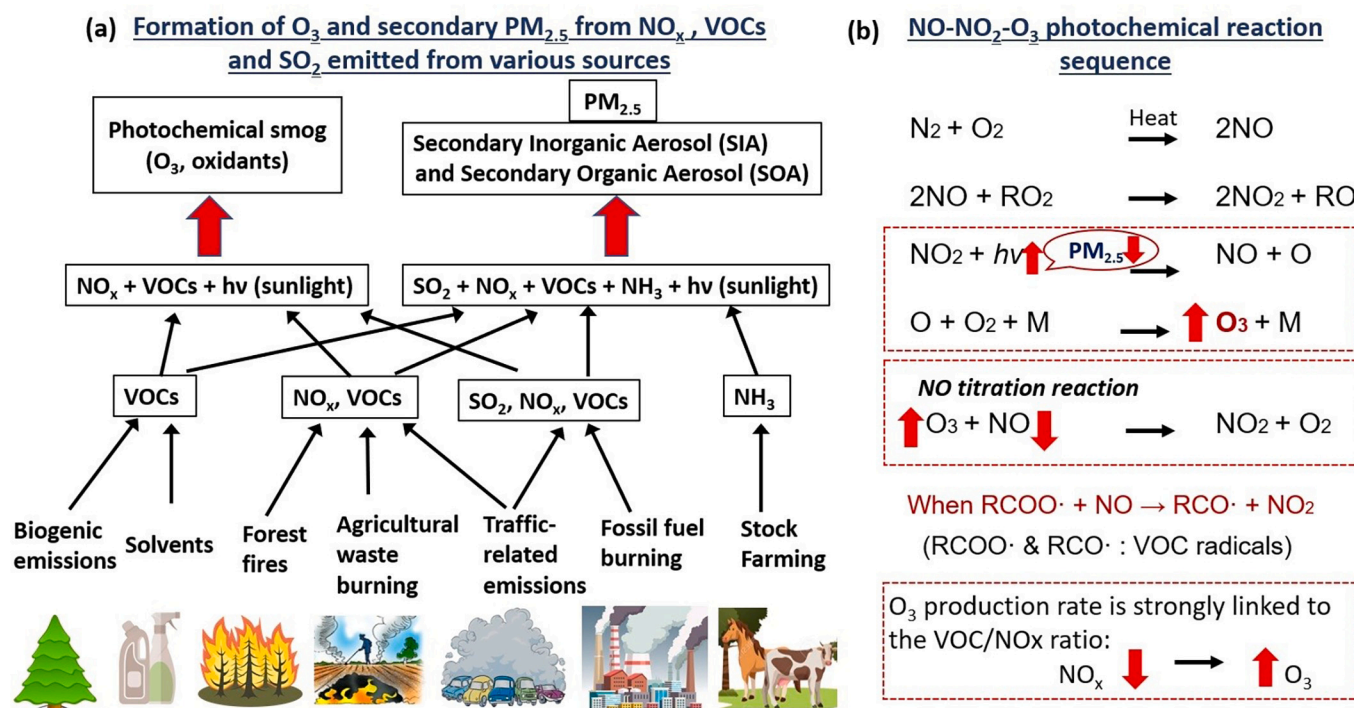 (a) Formation of O₃ and secondary PM₂.₅ from NOₓ , VOCs
and SO₂ emitted from various sources
PM₂.₅
Photochemical smog
(O₃, oxidants)
Secondary Inorganic Aerosol (SIA)
and Secondary Organic Aerosol (SOA)
NOₓ + VOCs + hν (sunlight)
SO₂ + NOₓ + VOCs + NH₃ + hν (sunlight)
VOCs
NOₓ, VOCs
SO₂, NOₓ, VOCs
NH₃
Biogenic
emissions
Solvents
Forest
fires
Agricultural
waste
burning
Traffic-
related
emissions
Fossil fuel
burning
Stock
Farming
(b) NO-NO₂-O₃ photochemical reaction
sequence
N₂ + O₂ Heat → 2NO
2NO + RO₂ → 2NO₂ + RO
NO₂ + hν PM₂.₅ → NO + O
O + O₂ + M → O₃ + M
NO titration reaction
O₃ + NO → NO₂ + O₂
When RCOO· + NO → RCO· + NO₂
(RCOO· & RCO· : VOC radicals)
O₃ production rate is strongly linked to
the VOC/NOx ratio:
NOₓ → O₃